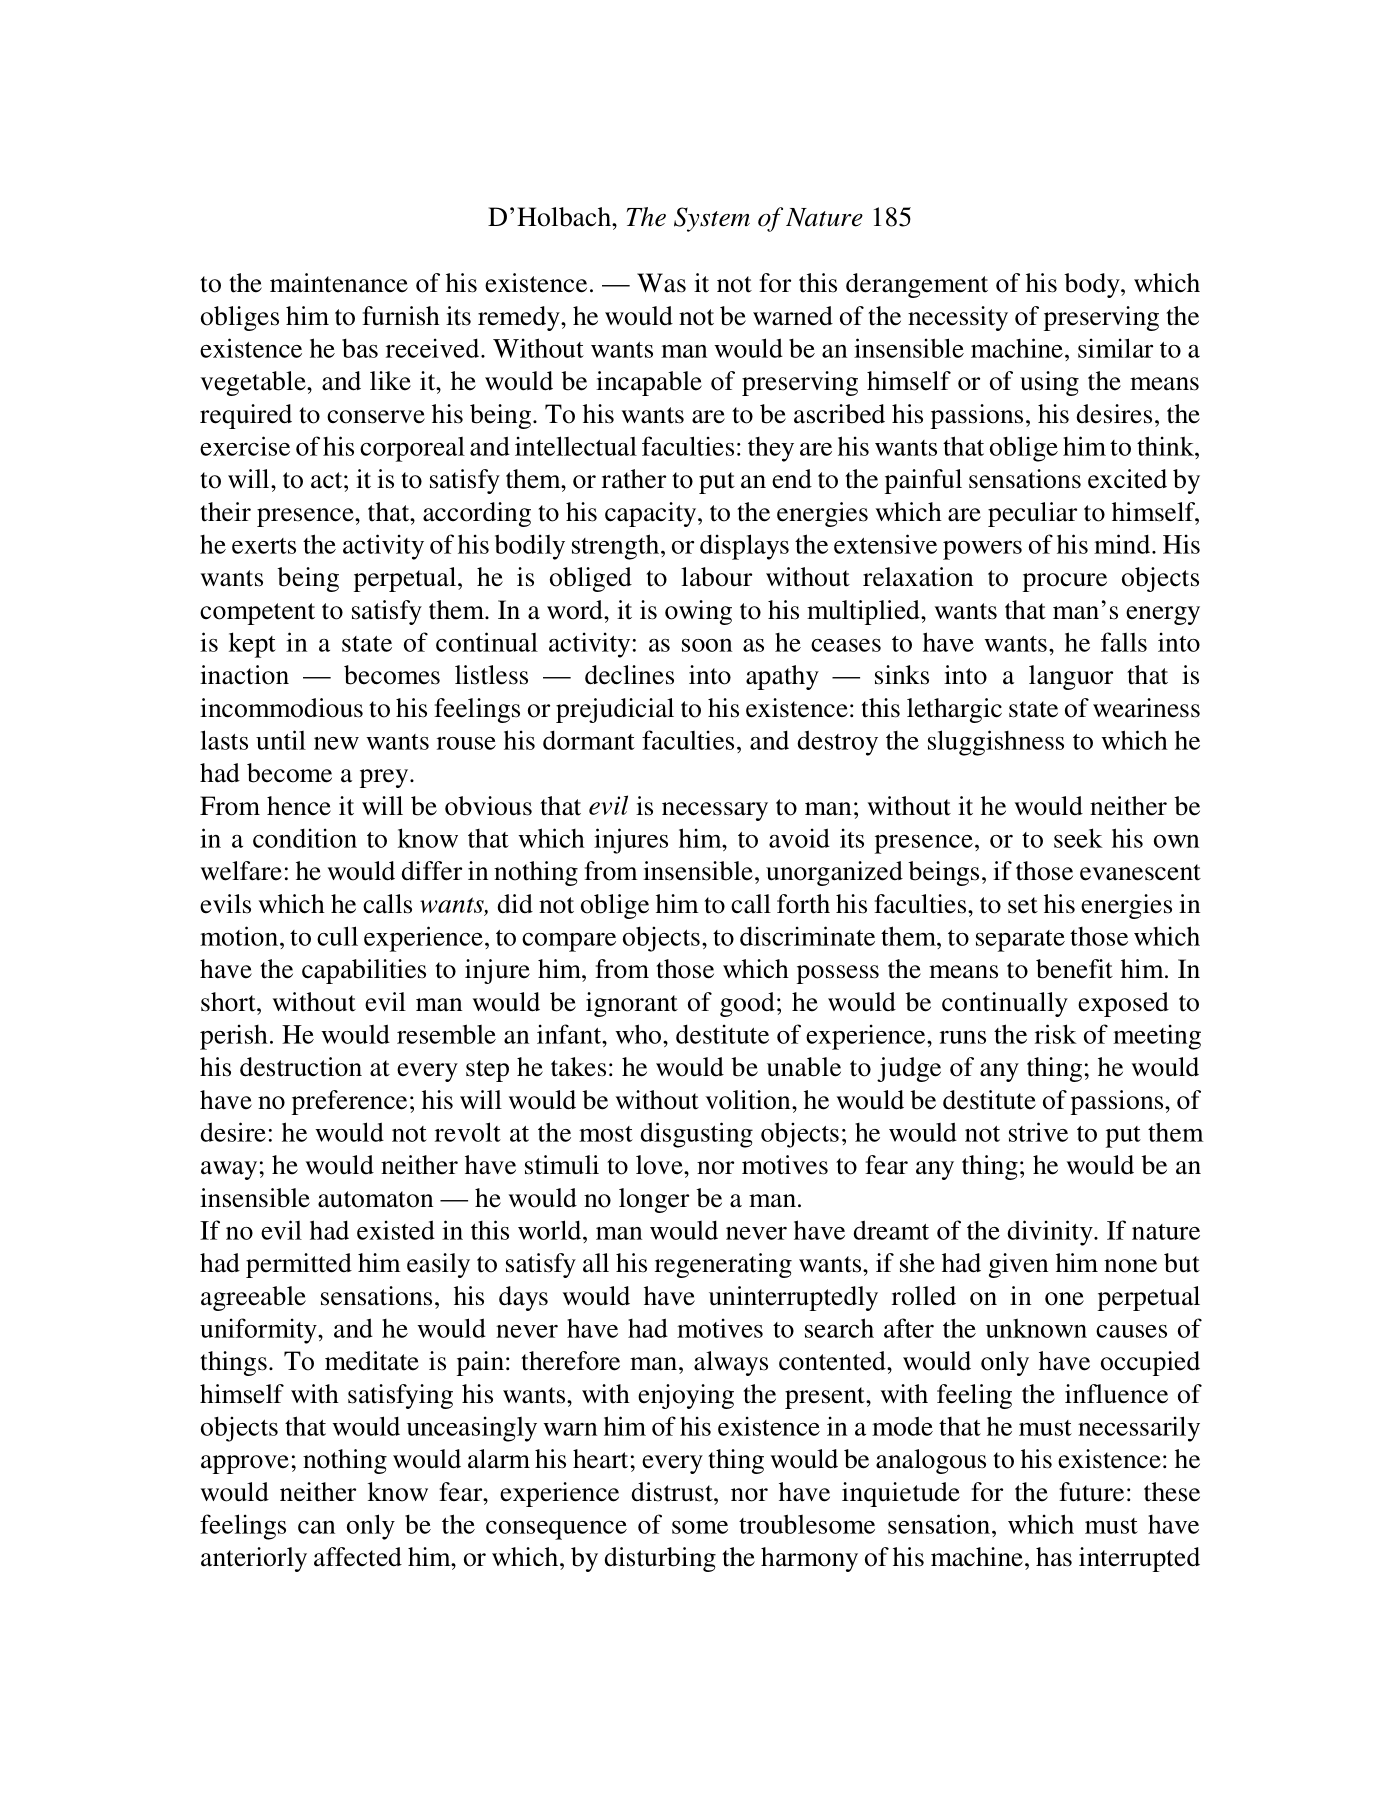 D’Holbach, The System of Nature 185
to the maintenance of his existence. — Was it not for this derangement of his body, which
obliges him to furnish its remedy, he would not be warned of the necessity of preserving the
existence he bas received. Without wants man would be an insensible machine, similar to a
vegetable, and like it, he would be incapable of preserving himself or of using the means
required to conserve his being. To his wants are to be ascribed his passions, his desires, the
exercise of his corporeal and intellectual faculties: they are his wants that oblige him to think,
to will, to act; it is to satisfy them, or rather to put an end to the painful sensations excited by
their presence, that, according to his capacity, to the energies which are peculiar to himself,
he exerts the activity of his bodily strength, or displays the extensive powers of his mind. His
wants being perpetual, he is obliged to labour without relaxation to procure objects
competent to satisfy them. In a word, it is owing to his multiplied, wants that man’s energy
is kept in a state of continual activity: as soon as he ceases to have wants, he falls into
inaction — becomes listless — declines into apathy — sinks into a languor that is
incommodious to his feelings or prejudicial to his existence: this lethargic state of weariness
lasts until new wants rouse his dormant faculties, and destroy the sluggishness to which he
had become a prey.
From hence it will be obvious that evil is necessary to man; without it he would neither be
in a condition to know that which injures him, to avoid its presence, or to seek his own
welfare: he would differ in nothing from insensible, unorganized beings, if those evanescent
evils which he calls wants, did not oblige him to call forth his faculties, to set his energies in
motion, to cull experience, to compare objects, to discriminate them, to separate those which
have the capabilities to injure him, from those which possess the means to benefit him. In
short, without evil man would be ignorant of good; he would be continually exposed to
perish. He would resemble an infant, who, destitute of experience, runs the risk of meeting
his destruction at every step he takes: he would be unable to judge of any thing; he would
have no preference; his will would be without volition, he would be destitute of passions, of
desire: he would not revolt at the most disgusting objects; he would not strive to put them
away; he would neither have stimuli to love, nor motives to fear any thing; he would be an
insensible automaton — he would no longer be a man.
If no evil had existed in this world, man would never have dreamt of the divinity. If nature
had permitted him easily to satisfy all his regenerating wants, if she had given him none but
agreeable sensations, his days would have uninterruptedly rolled on in one perpetual
uniformity, and he would never have had motives to search after the unknown causes of
things. To meditate is pain: therefore man, always contented, would only have occupied
himself with satisfying his wants, with enjoying the present, with feeling the influence of
objects that would unceasingly warn him of his existence in a mode that he must necessarily
approve; nothing would alarm his heart; every thing would be analogous to his existence: he
would neither know fear, experience distrust, nor have inquietude for the future: these
feelings can only be the consequence of some troublesome sensation, which must have
anteriorly affected him, or which, by disturbing the harmony of his machine, has interrupted